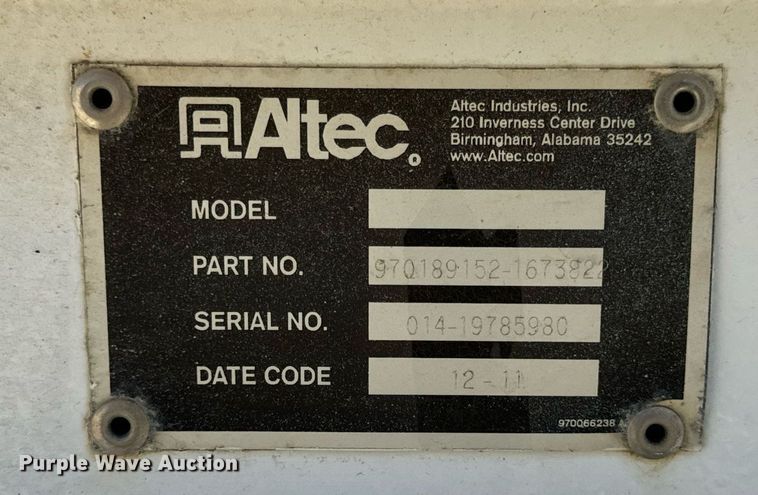 Altec
Altec Industries, Inc.
210 Inverness Center Drive
Birmingham, Alabama 35242
www.Altec.com
MODEL
PART NO. 970189152-1673822
SERIAL NO. 014-19785980
DATE CODE 12-11
970066238 A
Purple Wave Auction